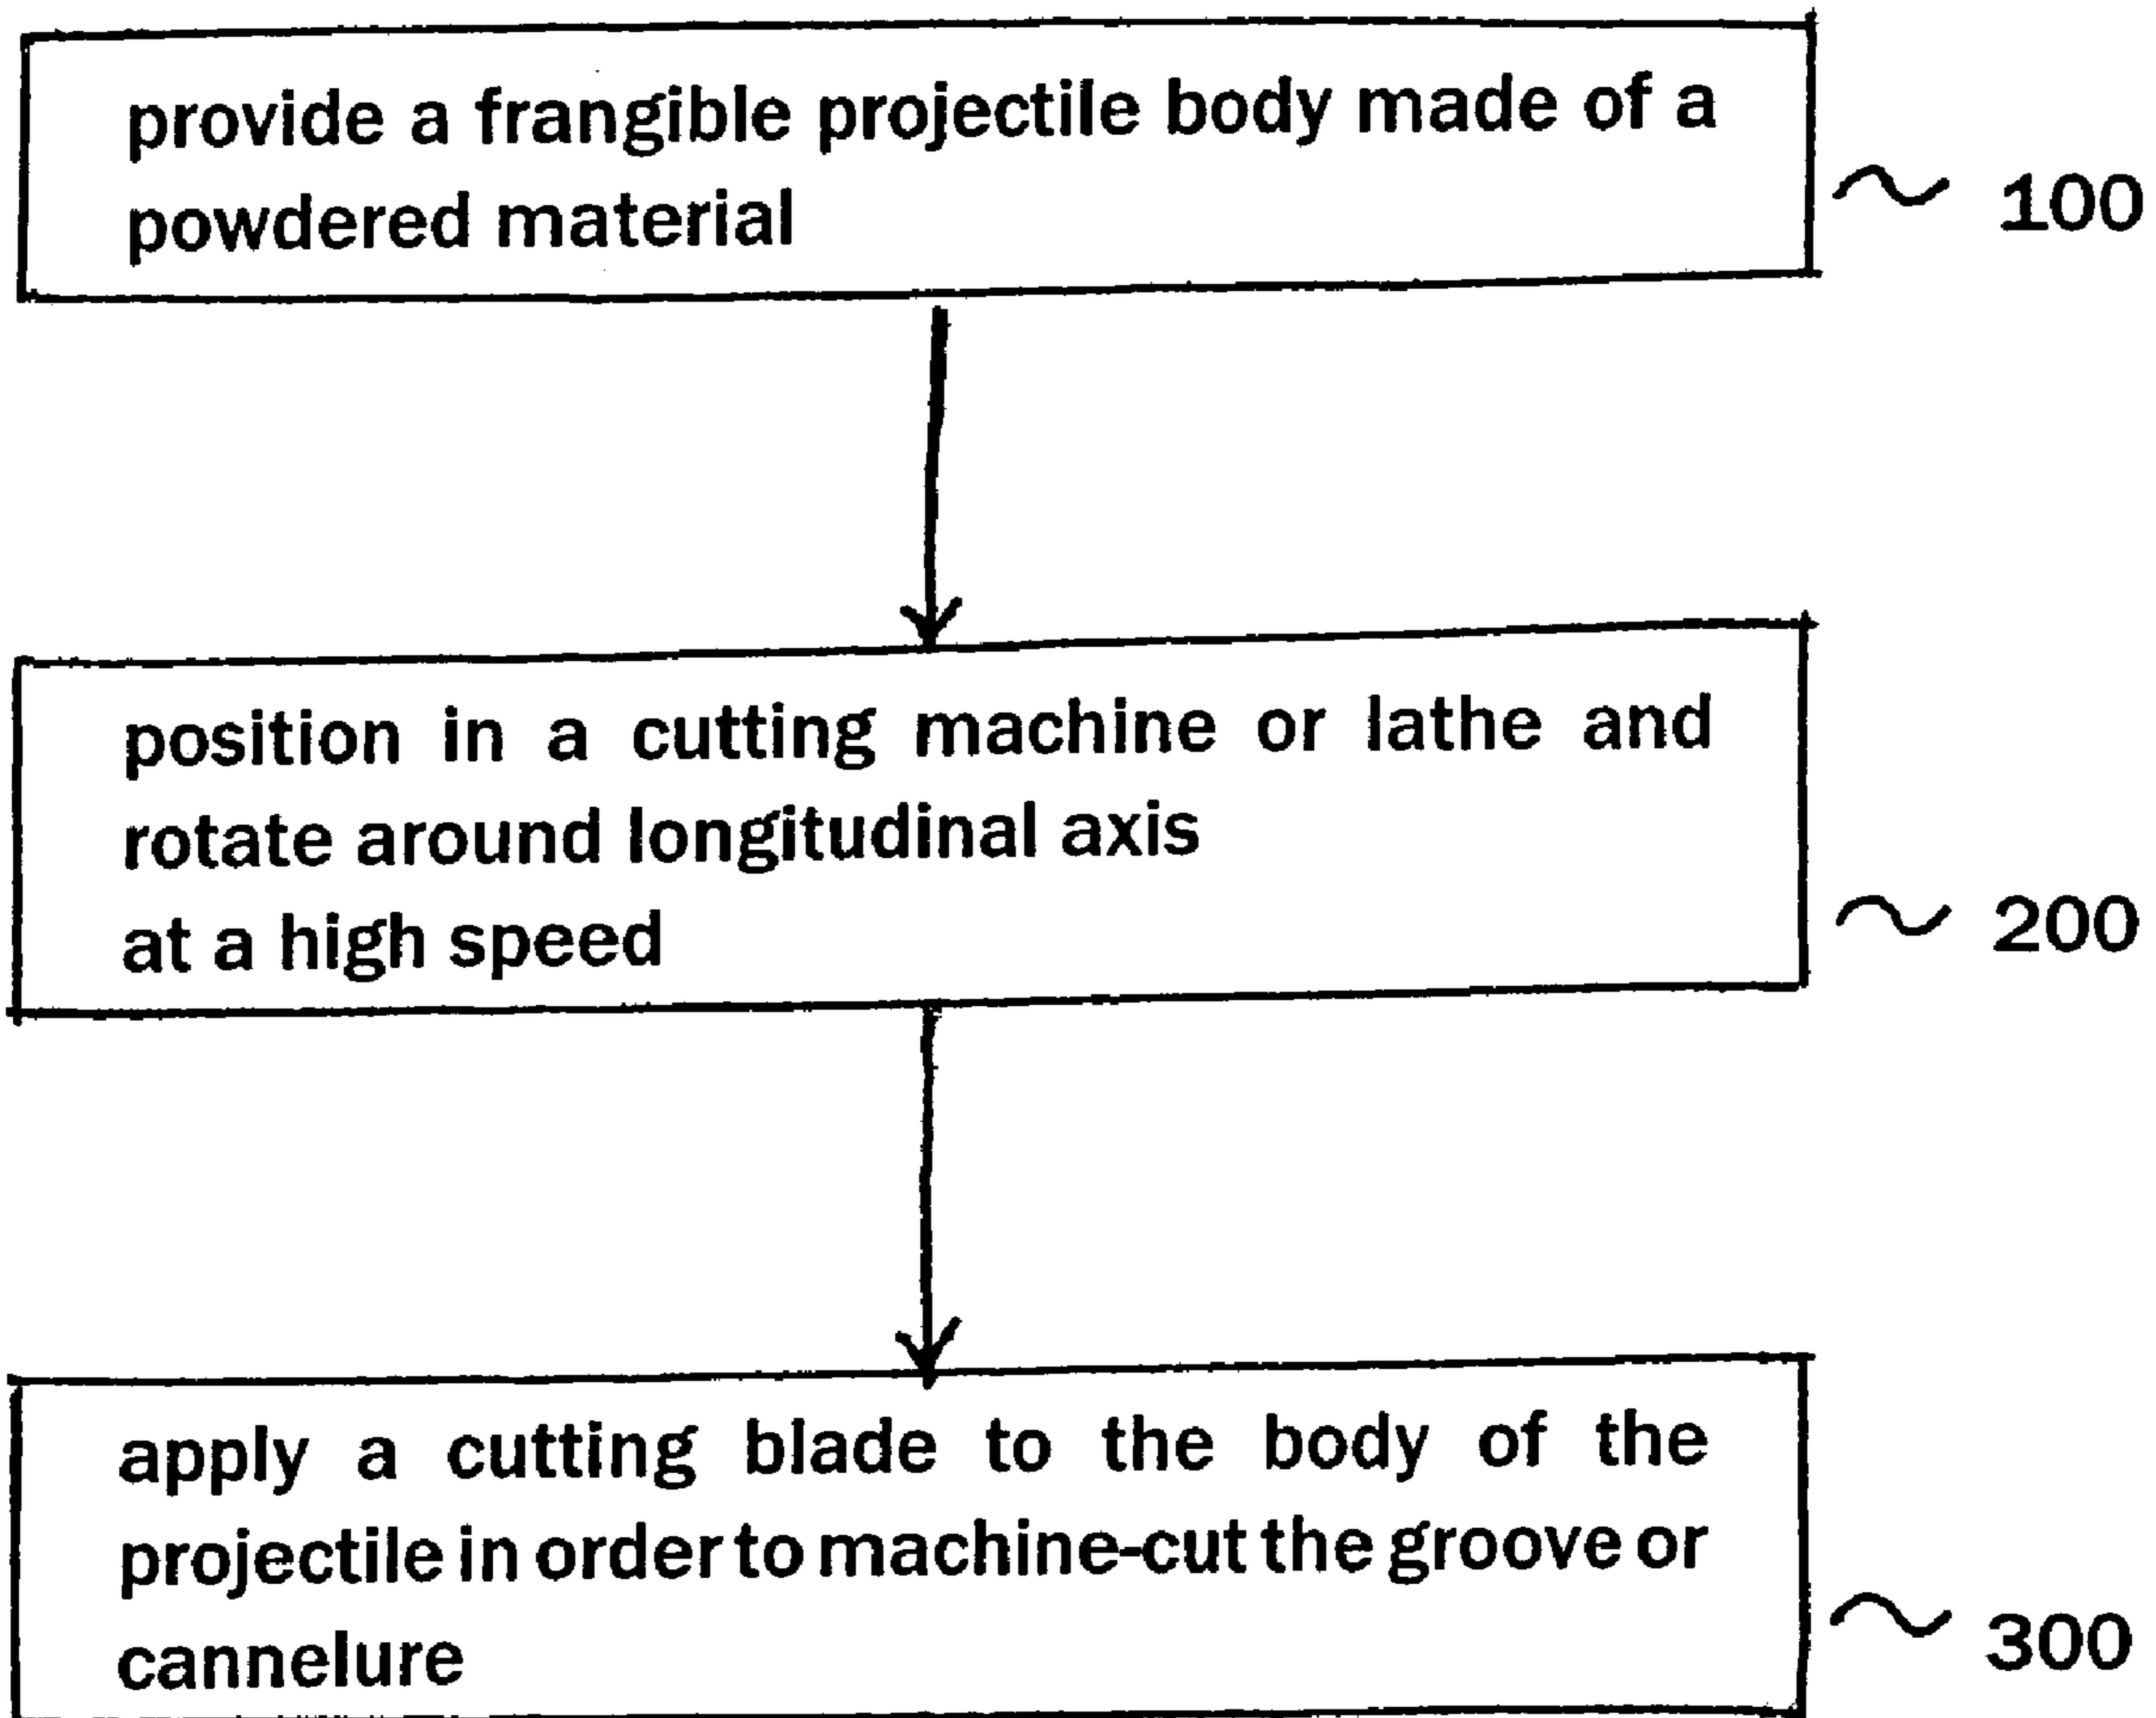 provide a frangible projectile body made of a
powdered material
~ 100
position in a cutting machine or lathe and
rotate around longitudinal axis
at a high speed
~ 200
apply a cutting blade to the body of the
projectile in order to machine-cut the groove or
cannelure
~ 300